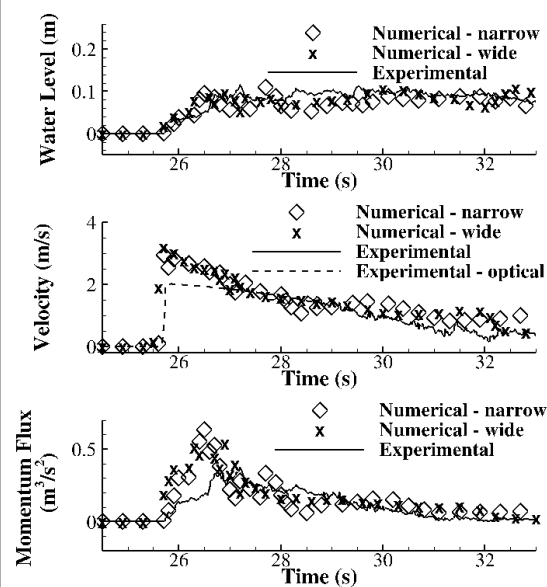 Water Level (m)
0.2
0.1
0
Numerical - narrow
x Numerical - wide
Experimental
26 28 30 32
Time (s)
Velocity (m/s)
4
2
0
Numerical - narrow
x Numerical - wide
Experimental
Experimental - optical
26 28 30 32
Time (s)
Momentum Flux
(m³/s²)
0.5
0
Numerical - narrow
x Numerical - wide
Experimental
26 28 30 32
Time (s)